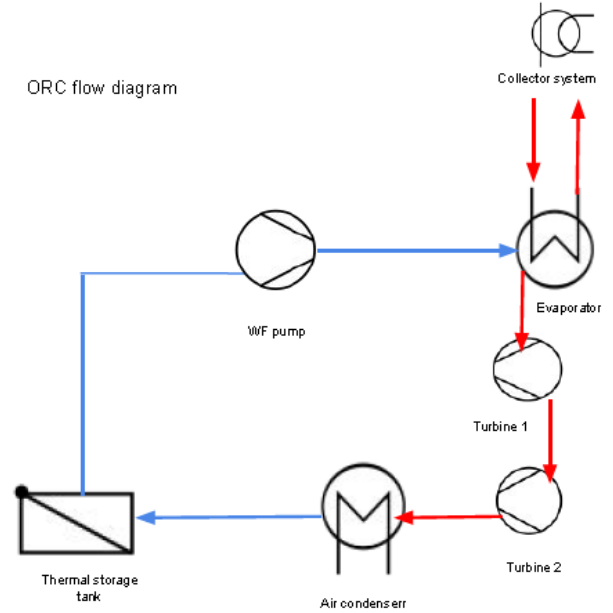 Collector system
ORC flow diagram
Evaporator
WF pump
Turbine 1
Turbine 2
Thermal storage
tank
Air condenserr